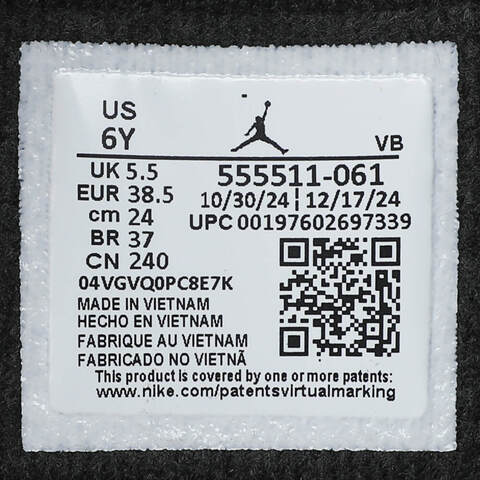 US
6Y
VB
UK 5.5
EUR 38.5
cm 24
BR 37
CN 240
555511-061
10/30/24 | 12/17/24
UPC 00197602697339
04VGVQ0PC8E7K
MADE IN VIETNAM
HECHO EN VIETNAM
FABRIQUE AU VIETNAM
FABRICADO NO VIETNÃ
This product is covered by one or more patents:
www.nike.com/patentsvirtualmarking